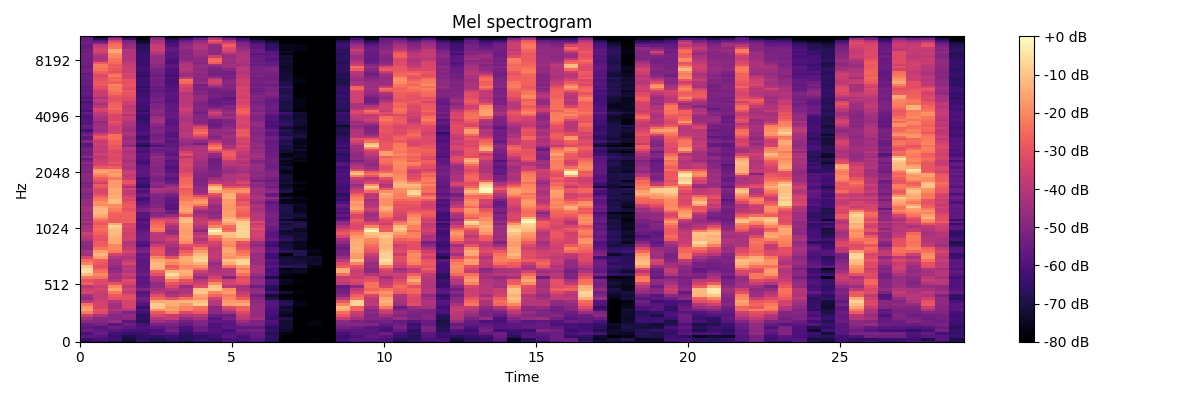 Mel spectrogram
8192
4096
2048
1024
512
0
Hz
0 5 10 15 20 25
Time
+0 dB
-10 dB
-20 dB
-30 dB
-40 dB
-50 dB
-60 dB
-70 dB
-80 dB